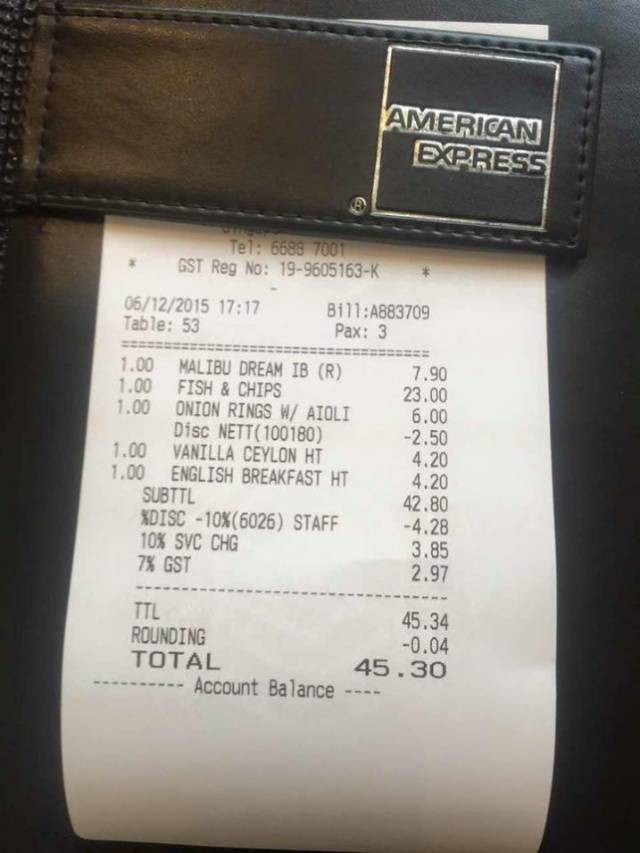 AMERICAN
EXPRESS
®
Tel: 6688 7001
* GST Reg No: 19-9605163-K *
-
06/12/2015 17:17 Bill:A883709
Table: 53 Pax: 3
========================================
1.00 MALIBU DREAM IB (R) 7.90
1.00 FISH & CHIPS 23.00
1.00 ONION RINGS W/ AIOLI 6.00
Disc NETT(100180) -2.50
1.00 VANILLA CEYLON HT 4.20
1.00 ENGLISH BREAKFAST HT 4.20
SUBTTL 42.80
%DISC -10%(6026) STAFF -4.28
10% SVC CHG 3.85
7% GST 2.97
----------------------------------------
TTL 45.34
ROUNDING -0.04
TOTAL 45.30
---------- Account Balance ----